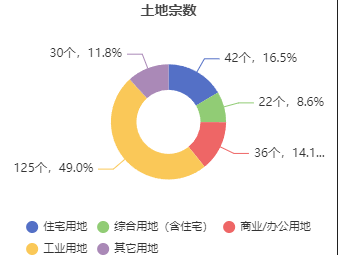 土地宗数
30个，11.8%
42个，16.5%
22个，8.6%
36个，14.1...
125个，49.0%
住宅用地 综合用地（含住宅） 商业/办公用地
工业用地 其它用地